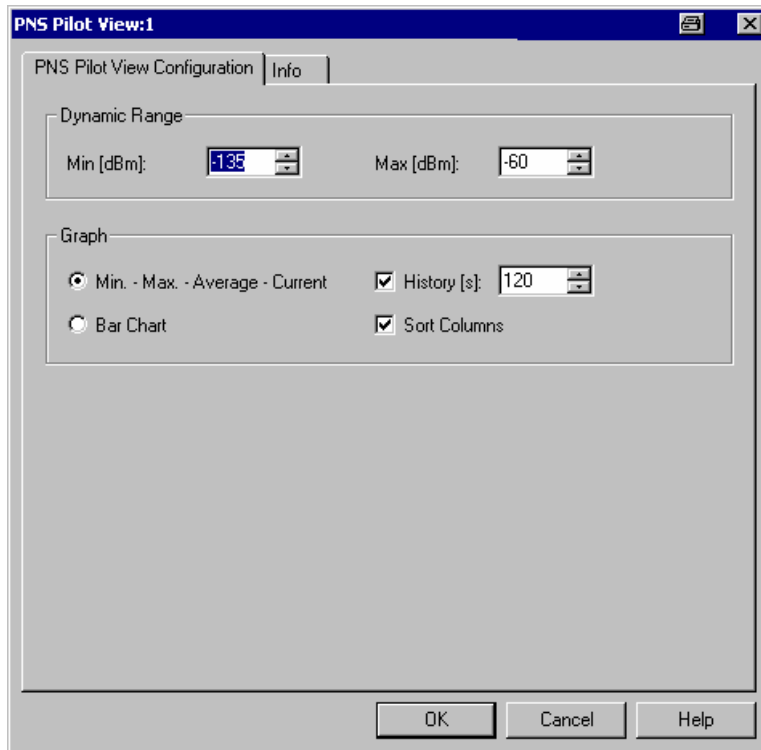 PNS Pilot View:1
PNS Pilot View Configuration Info
Dynamic Range
Min [dBm]: -135 Max [dBm]: -60
Graph
Min. - Max. - Average - Current History [s]: 120
Bar Chart Sort Columns
OK Cancel Help